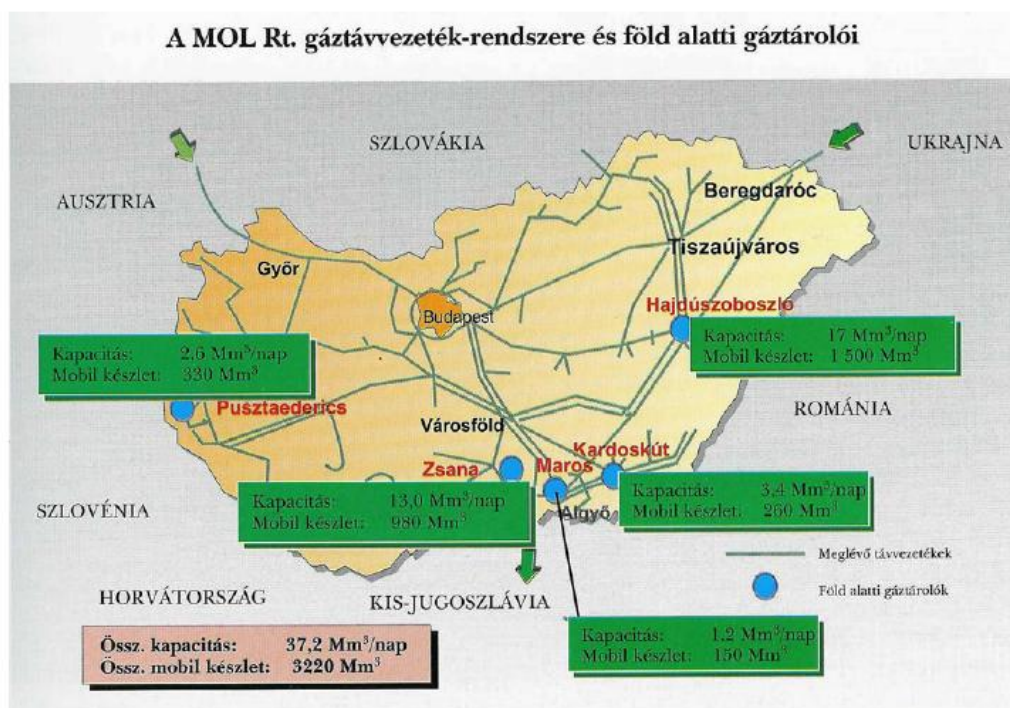 A MOL Rt. gáztávvezeték-rendszere és föld alatti gáztárolói
SZLOVÁKIA
UKRAJNA
AUSZTRIA
Beregdaróc
Tiszaújváros
Győr
Hajdúszoboszló
Budapest
Kapacitás: 17 Mm³/nap
Mobil készlet: 1 500 Mm³
Kapacitás: 2,6 Mm³/nap
Mobil készlet: 330 Mm³
ROMÁNIA
Pusztaederics
Városföld
Kardoskút
Zsana
Maros
Kapacitás: 3,4 Mm³/nap
Mobil készlet: 260 Mm³
Kapacitás: 13,0 Mm³/nap
Mobil készlet: 980 Mm³
SZLOVÉNIA
Algyő
Meglévő távvezetékek
Föld alatti gáztárolók
HORVÁTORSZÁG
KIS-JUGOSZLÁVIA
Kapacitás: 1,2 Mm³/nap
Mobil készlet: 150 Mm³
Össz. kapacitás: 37,2 Mm³/nap
Össz. mobil készlet: 3220 Mm³